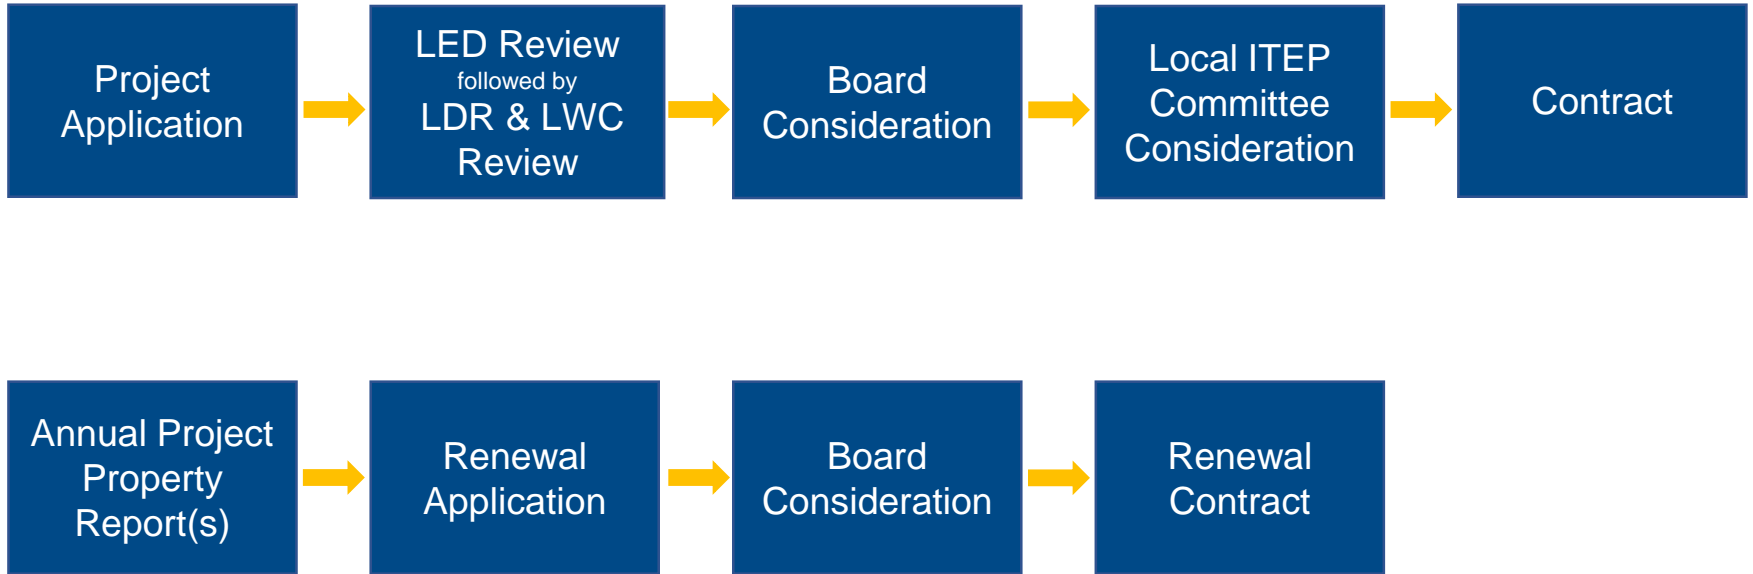 Project
Application
LED Review
followed by
LDR & LWC
Review
Board
Consideration
Local ITEP
Committee
Consideration
Contract
Annual Project
Property
Report(s)
Renewal
Application
Board
Consideration
Renewal
Contract